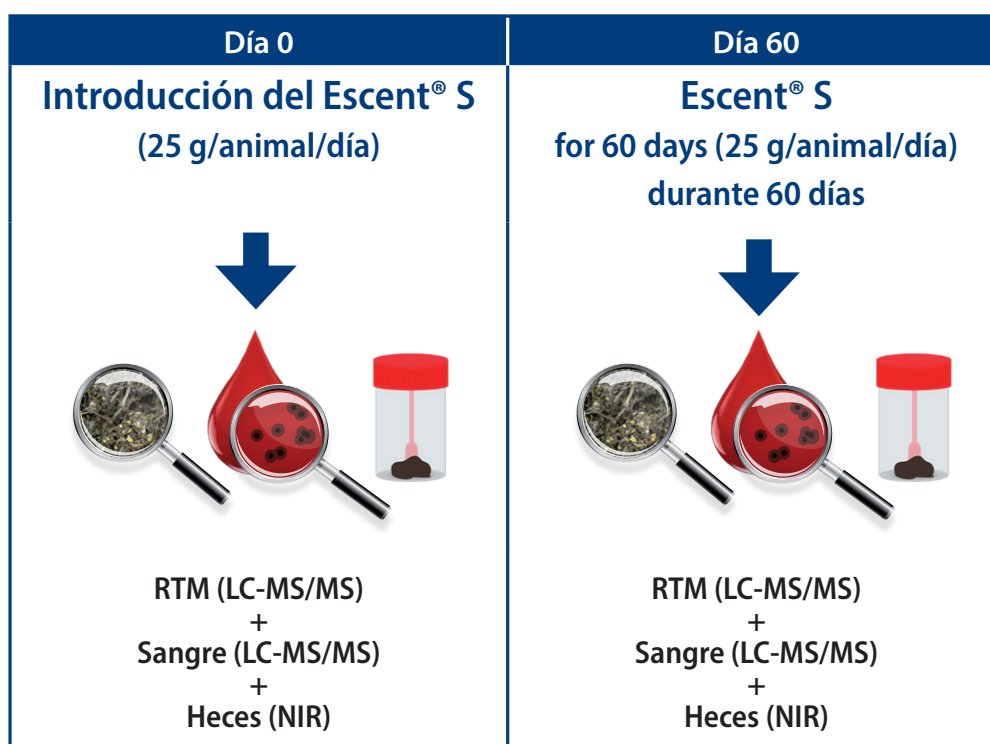 Día 0
Introducción del Escent® S
(25 g/animal/día)
RTM (LC-MS/MS)
+
Sangre (LC-MS/MS)
+
Heces (NIR)
Día 60
Escent® S
for 60 days (25 g/animal/día)
durante 60 días
RTM (LC-MS/MS)
+
Sangre (LC-MS/MS)
+
Heces (NIR)